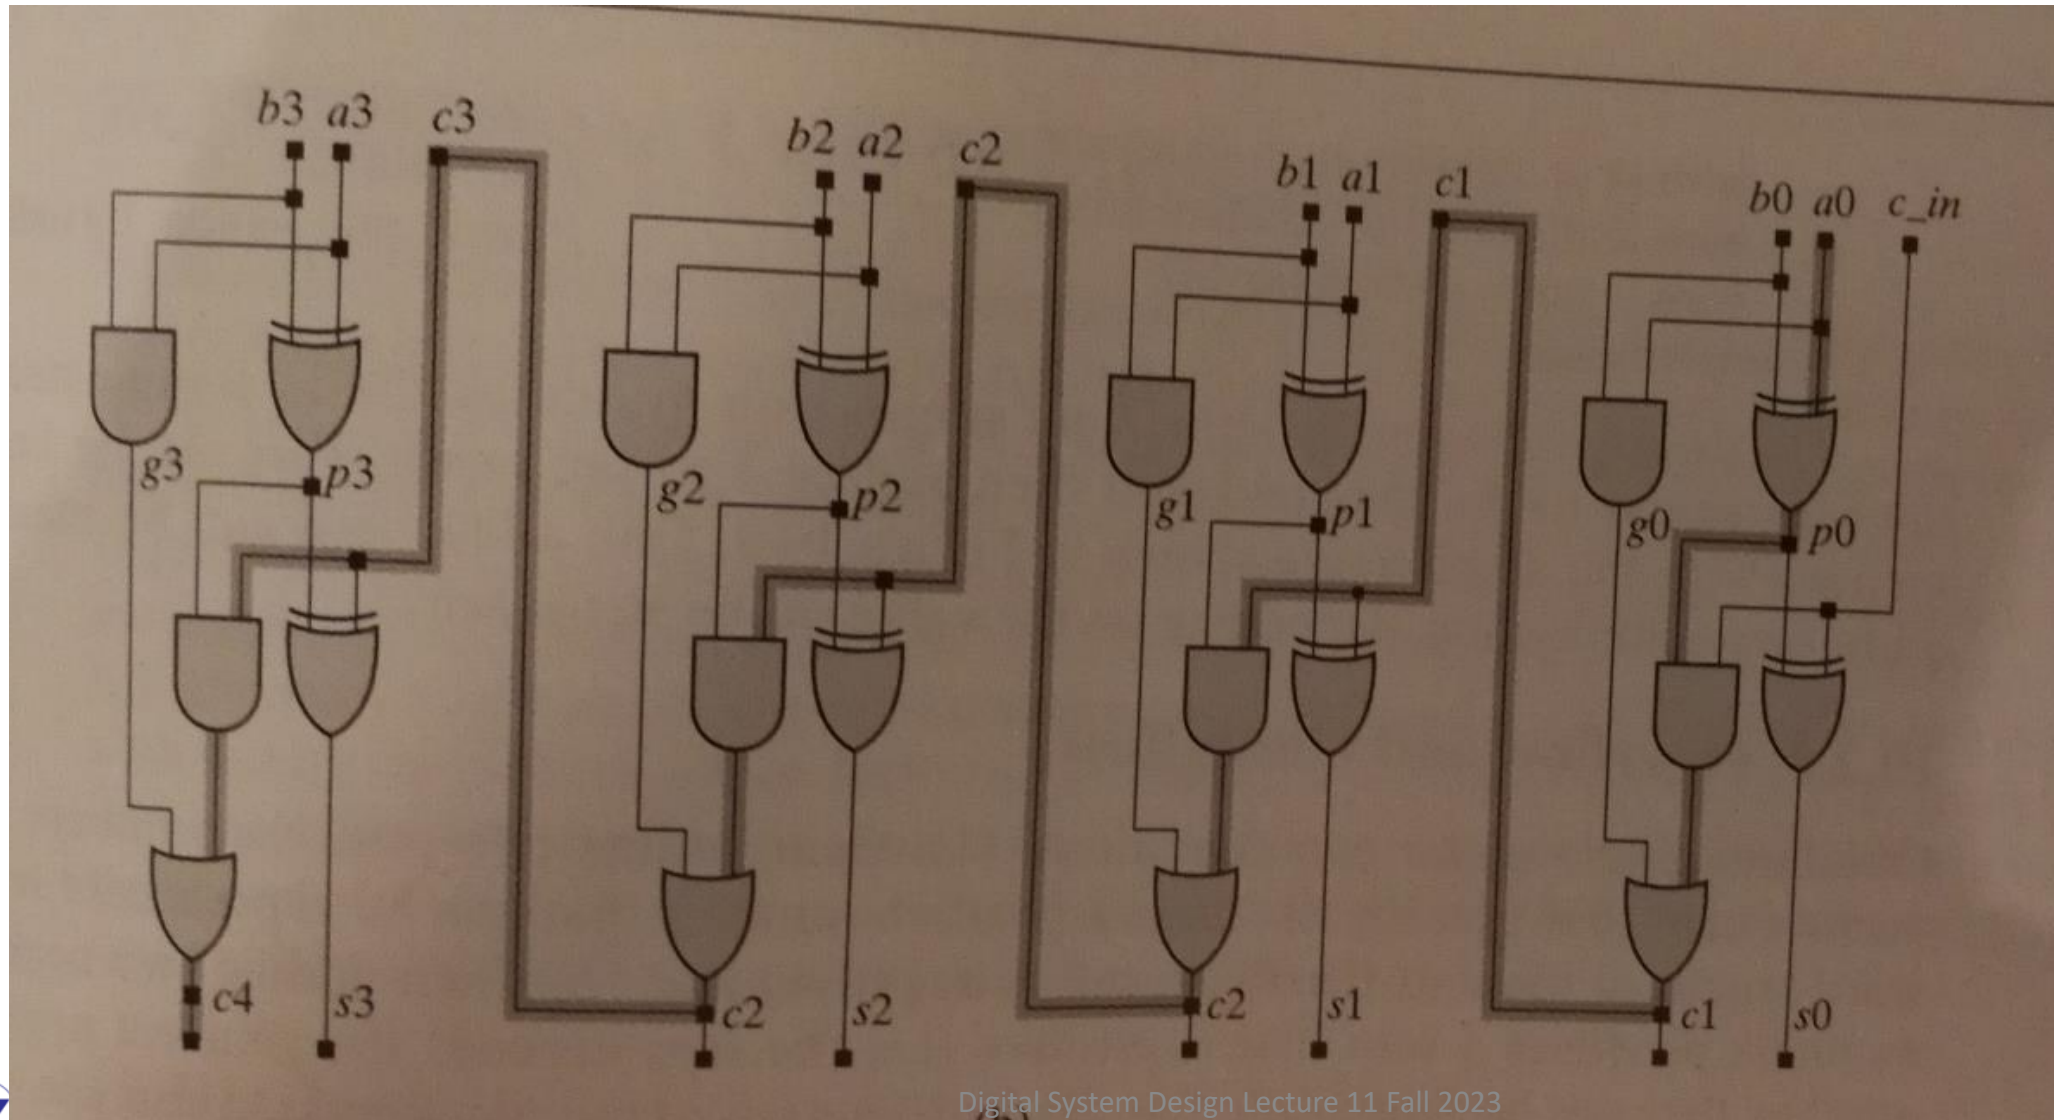 b3 a3 c3
b2 a2 c2
b1 a1 c1
b0 a0 c_in
g3 p3
g2 p2
g1 p1
g0 p0
c4 s3
c2 s2
c2 s1
c1 s0
Digital System Design Lecture 11 Fall 2023